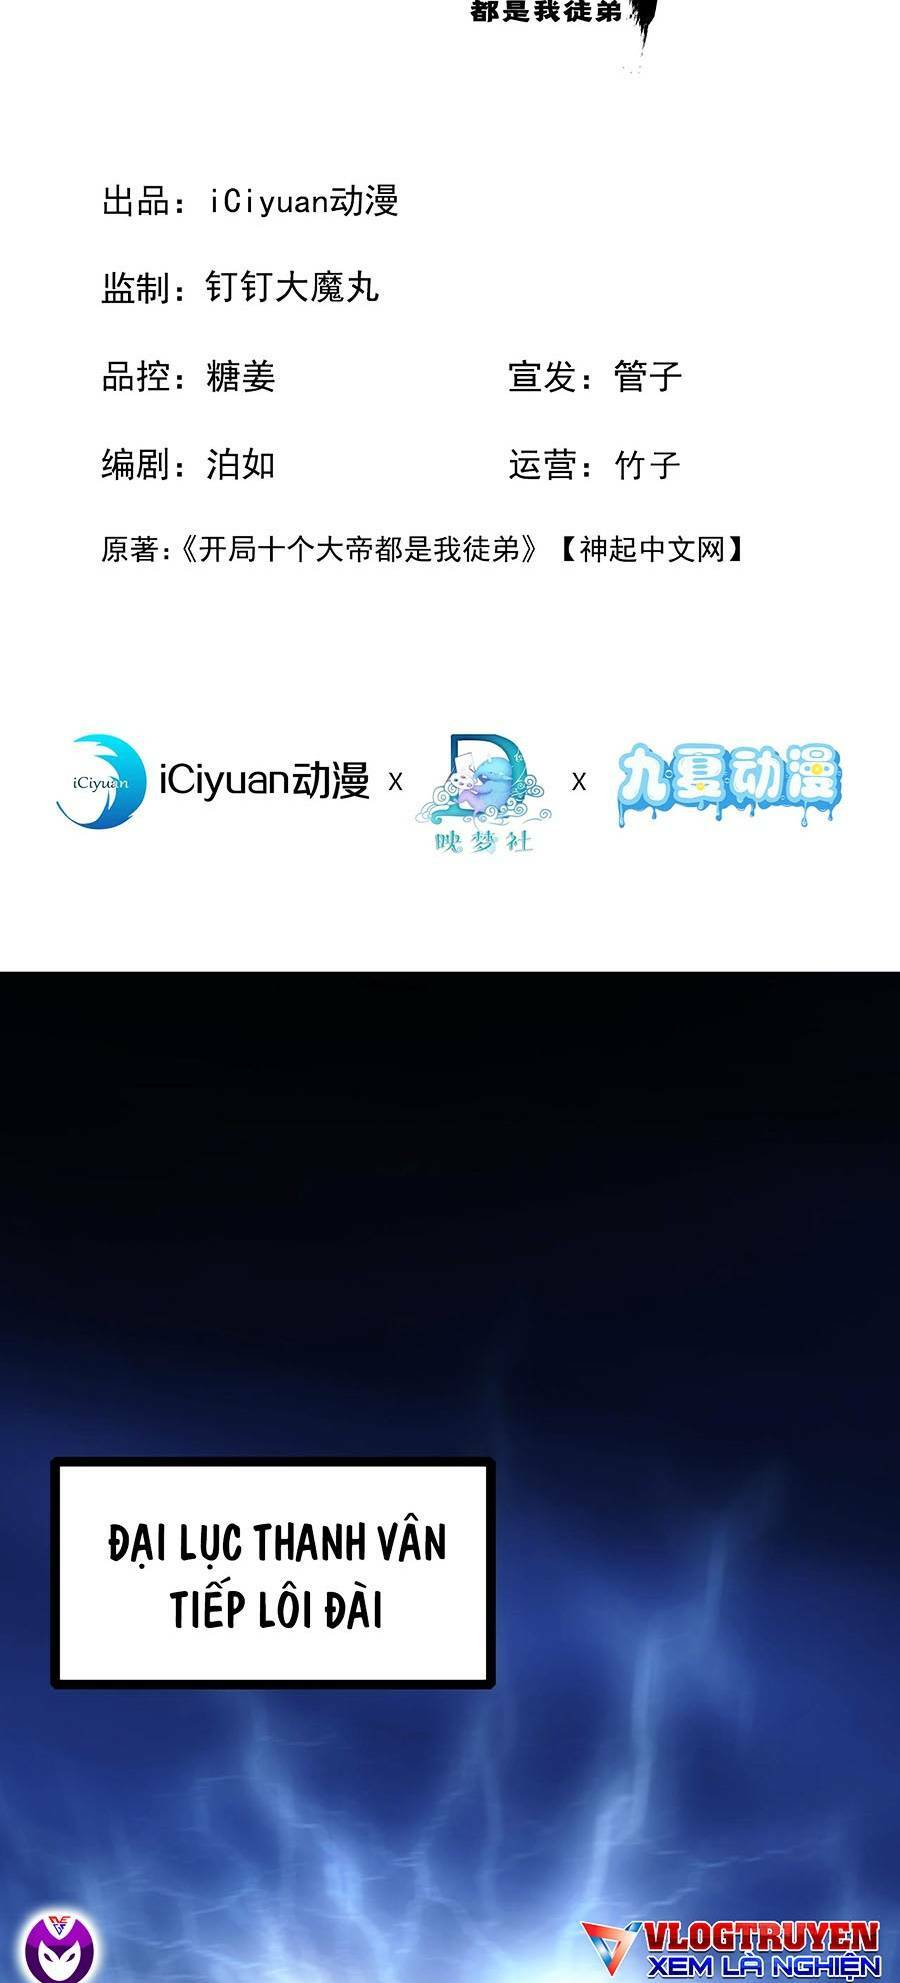 都是我徒弟
出品：iCiyuan动漫
监制：钉钉大魔丸
品控：糖姜 宣发：管子
编剧：泊如 运营：竹子
原著：《开局十个大帝都是我徒弟》【神起中文网】
iCiyuan iCiyuan动漫 x 映梦社 x 九夏动漫
ĐẠI LỤC THANH VÂN
TIẾP LÔI ĐÀI
VLOGTRUYEN
XEM LÀ NGHIỆN